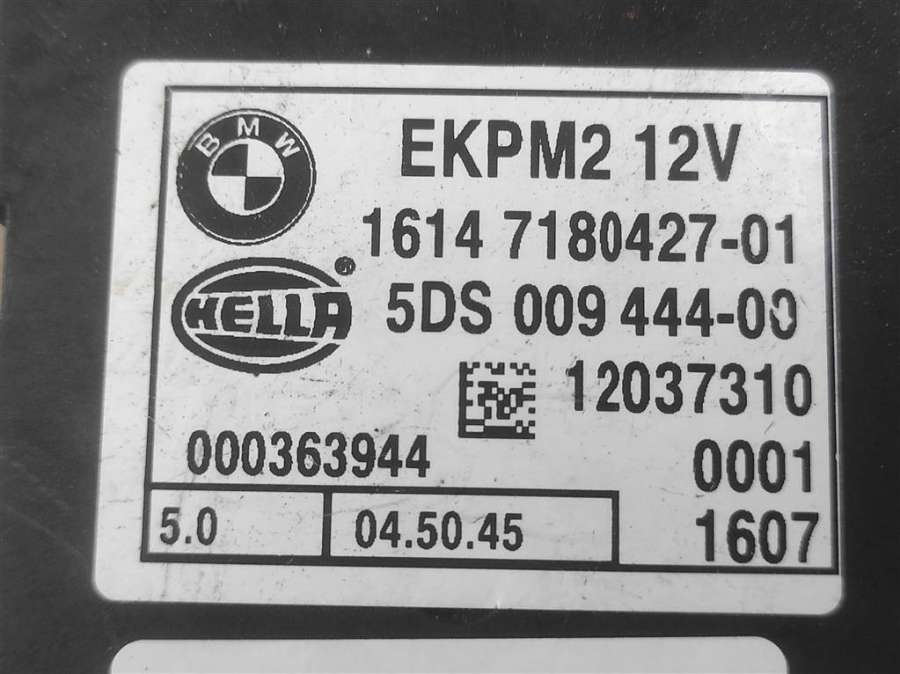 BMW
EKPM2 12V
1614 7180427-01
HELLA®
5DS 009 444-00
12037310
000363944
0001
5.0
04.50.45
1607